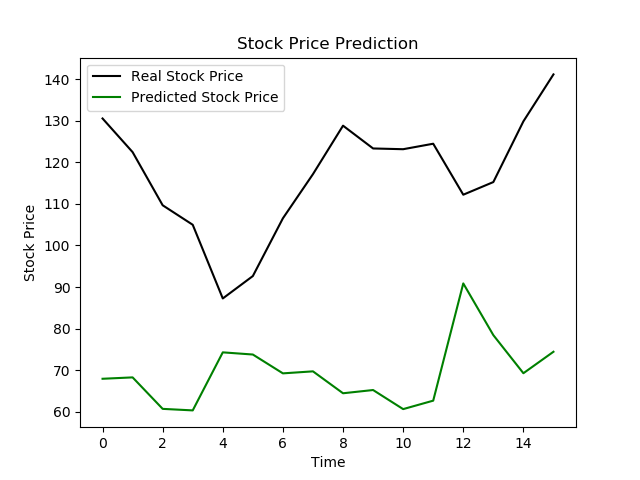 Stock Price Prediction
Real Stock Price
Predicted Stock Price
Stock Price
140
130
120
110
100
90
80
70
60
0 2 4 6 8 10 12 14
Time